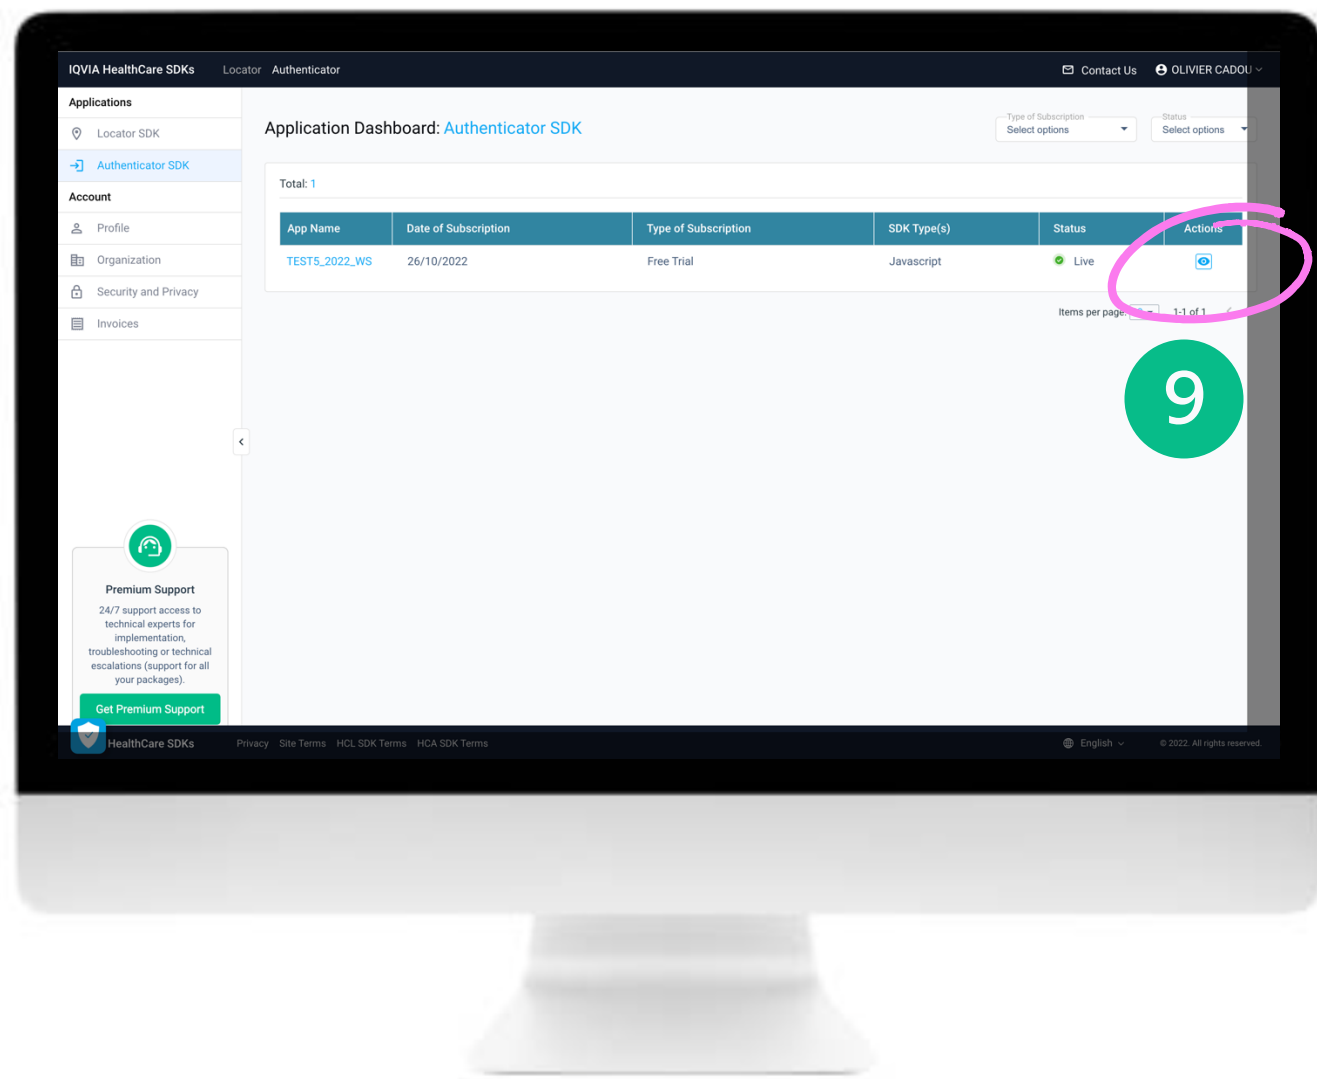 IQVIA HealthCare SDKs Locator Authenticator Contact Us OLIVIER CADOU
Applications
Locator SDK
Authenticator SDK
Account
Profile
Organization
Security and Privacy
Invoices
Application Dashboard: Authenticator SDK
Type of Subscription
Select options
Status
Select options
Total: 1
App Name Date of Subscription Type of Subscription SDK Type(s) Status Actions
TEST5_2022_WS 26/10/2022 Free Trial Javascript Live
Items per page: 1-1 of 1
9
Premium Support
24/7 support access to
technical experts for
implementation,
troubleshooting or technical
escalations (support for all
your packages).
Get Premium Support
HealthCare SDKs Privacy Site Terms HCL SDK Terms HCA SDK Terms English © 2022. All rights reserved.